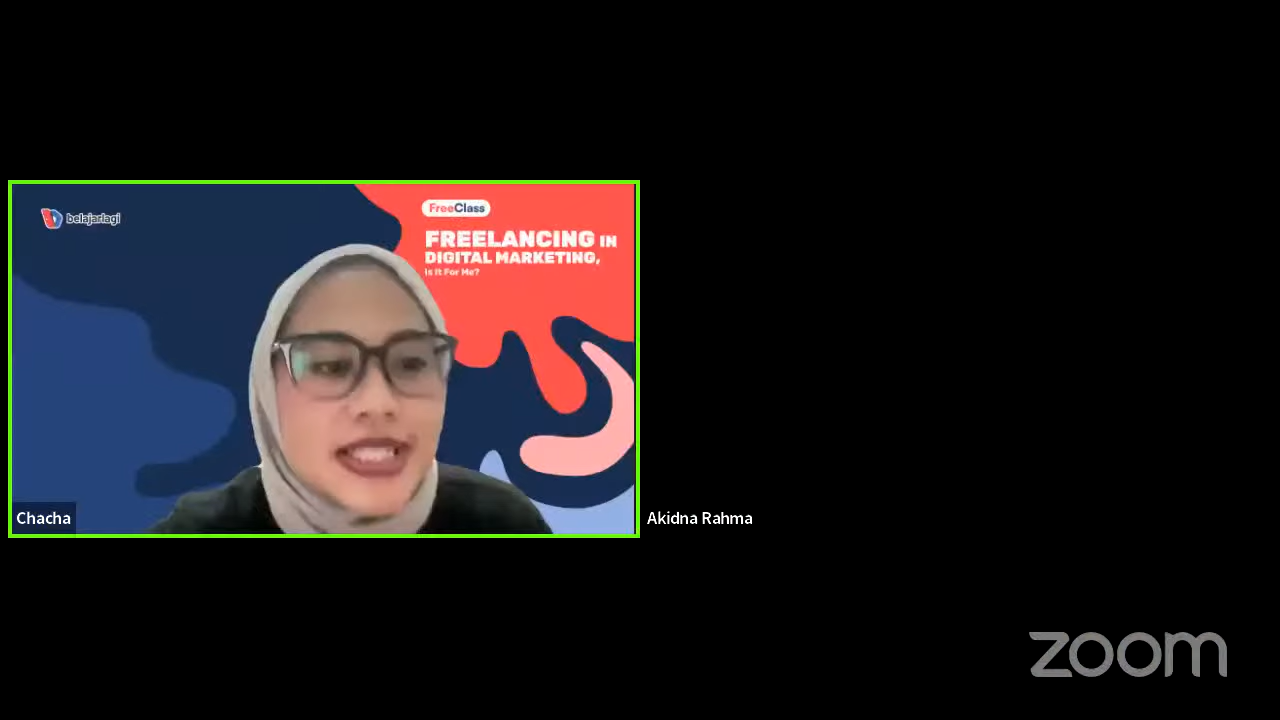 belajarlagi
FreeClass
FREELANCING IN
DIGITAL MARKETING,
Is It For Me?
Chacha
Akidna Rahma
zoom